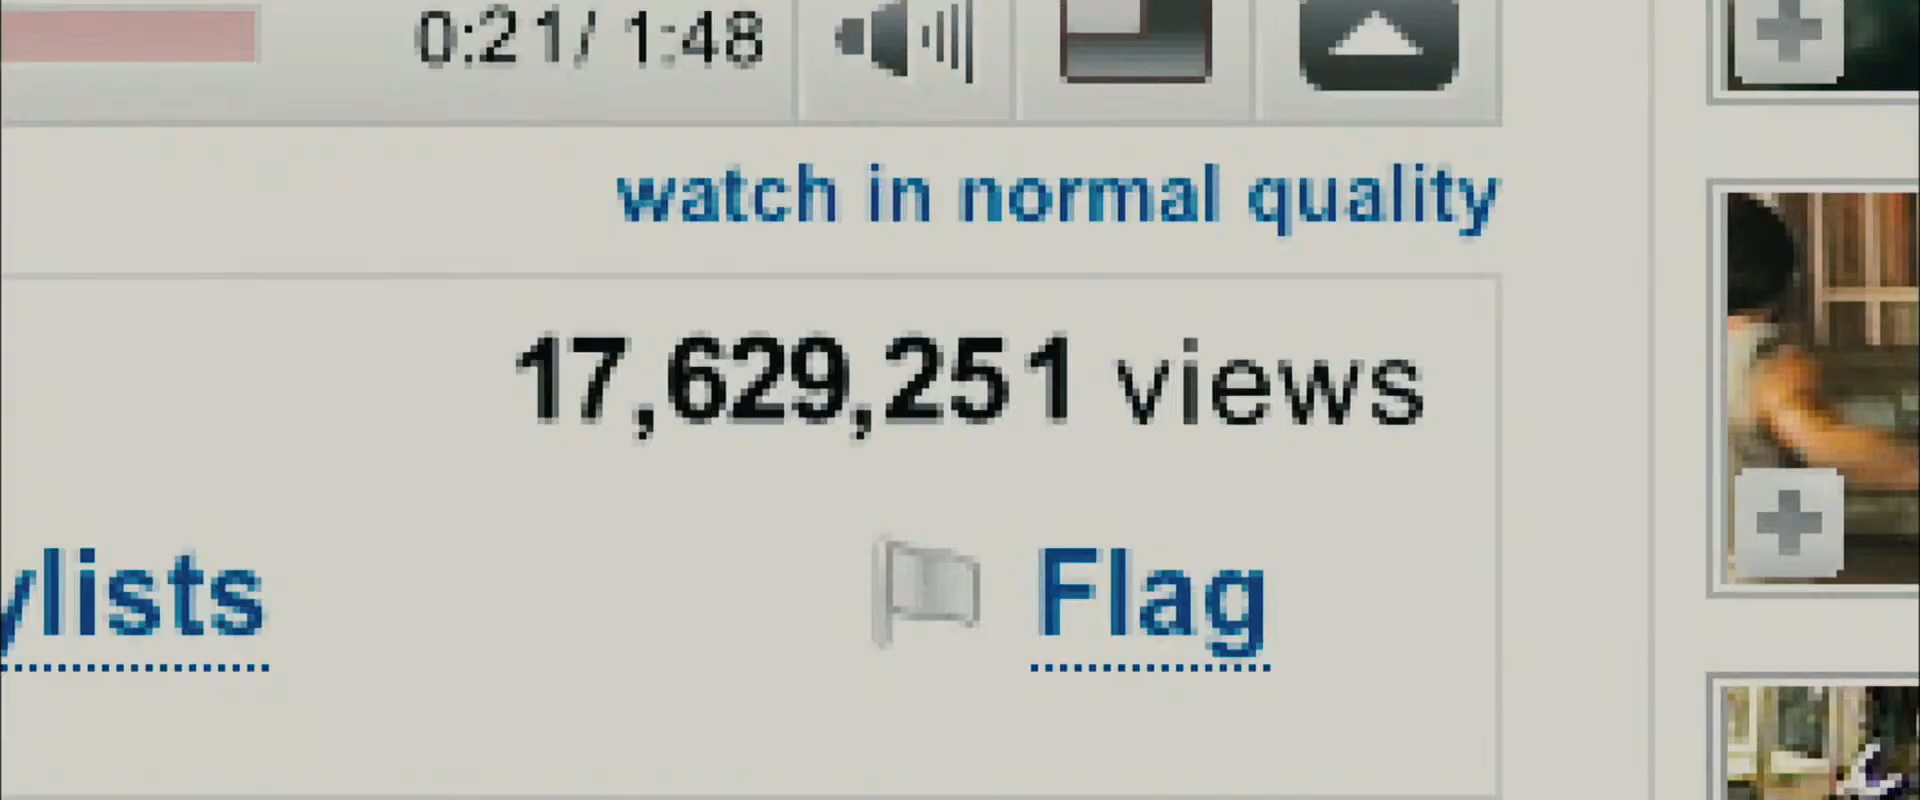 0:21/ 1:48
watch in normal quality
17,629,251 views
ylists
Flag